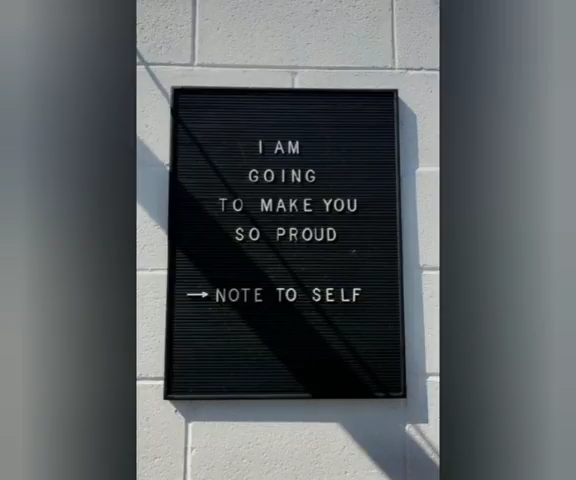 I AM
GOING
TO MAKE YOU
SO PROUD
→NOTE TO SELF